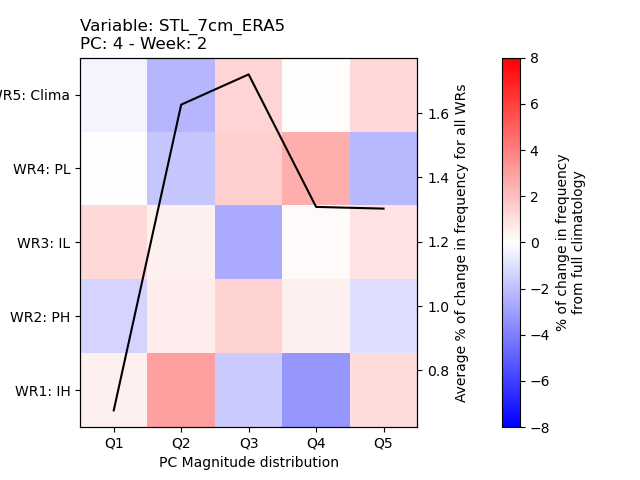 Variable: STL_7cm_ERA5
PC: 4 - Week: 2
WR5: Clima
WR4: PL
WR3: IL
WR2: PH
WR1: IH
Q1 Q2 Q3 Q4 Q5
PC Magnitude distribution
1.6
1.4
1.2
1.0
0.8
Average % of change in frequency for all WRs
8
6
4
2
0
−2
−4
−6
−8
% of change in frequency
from full climatology